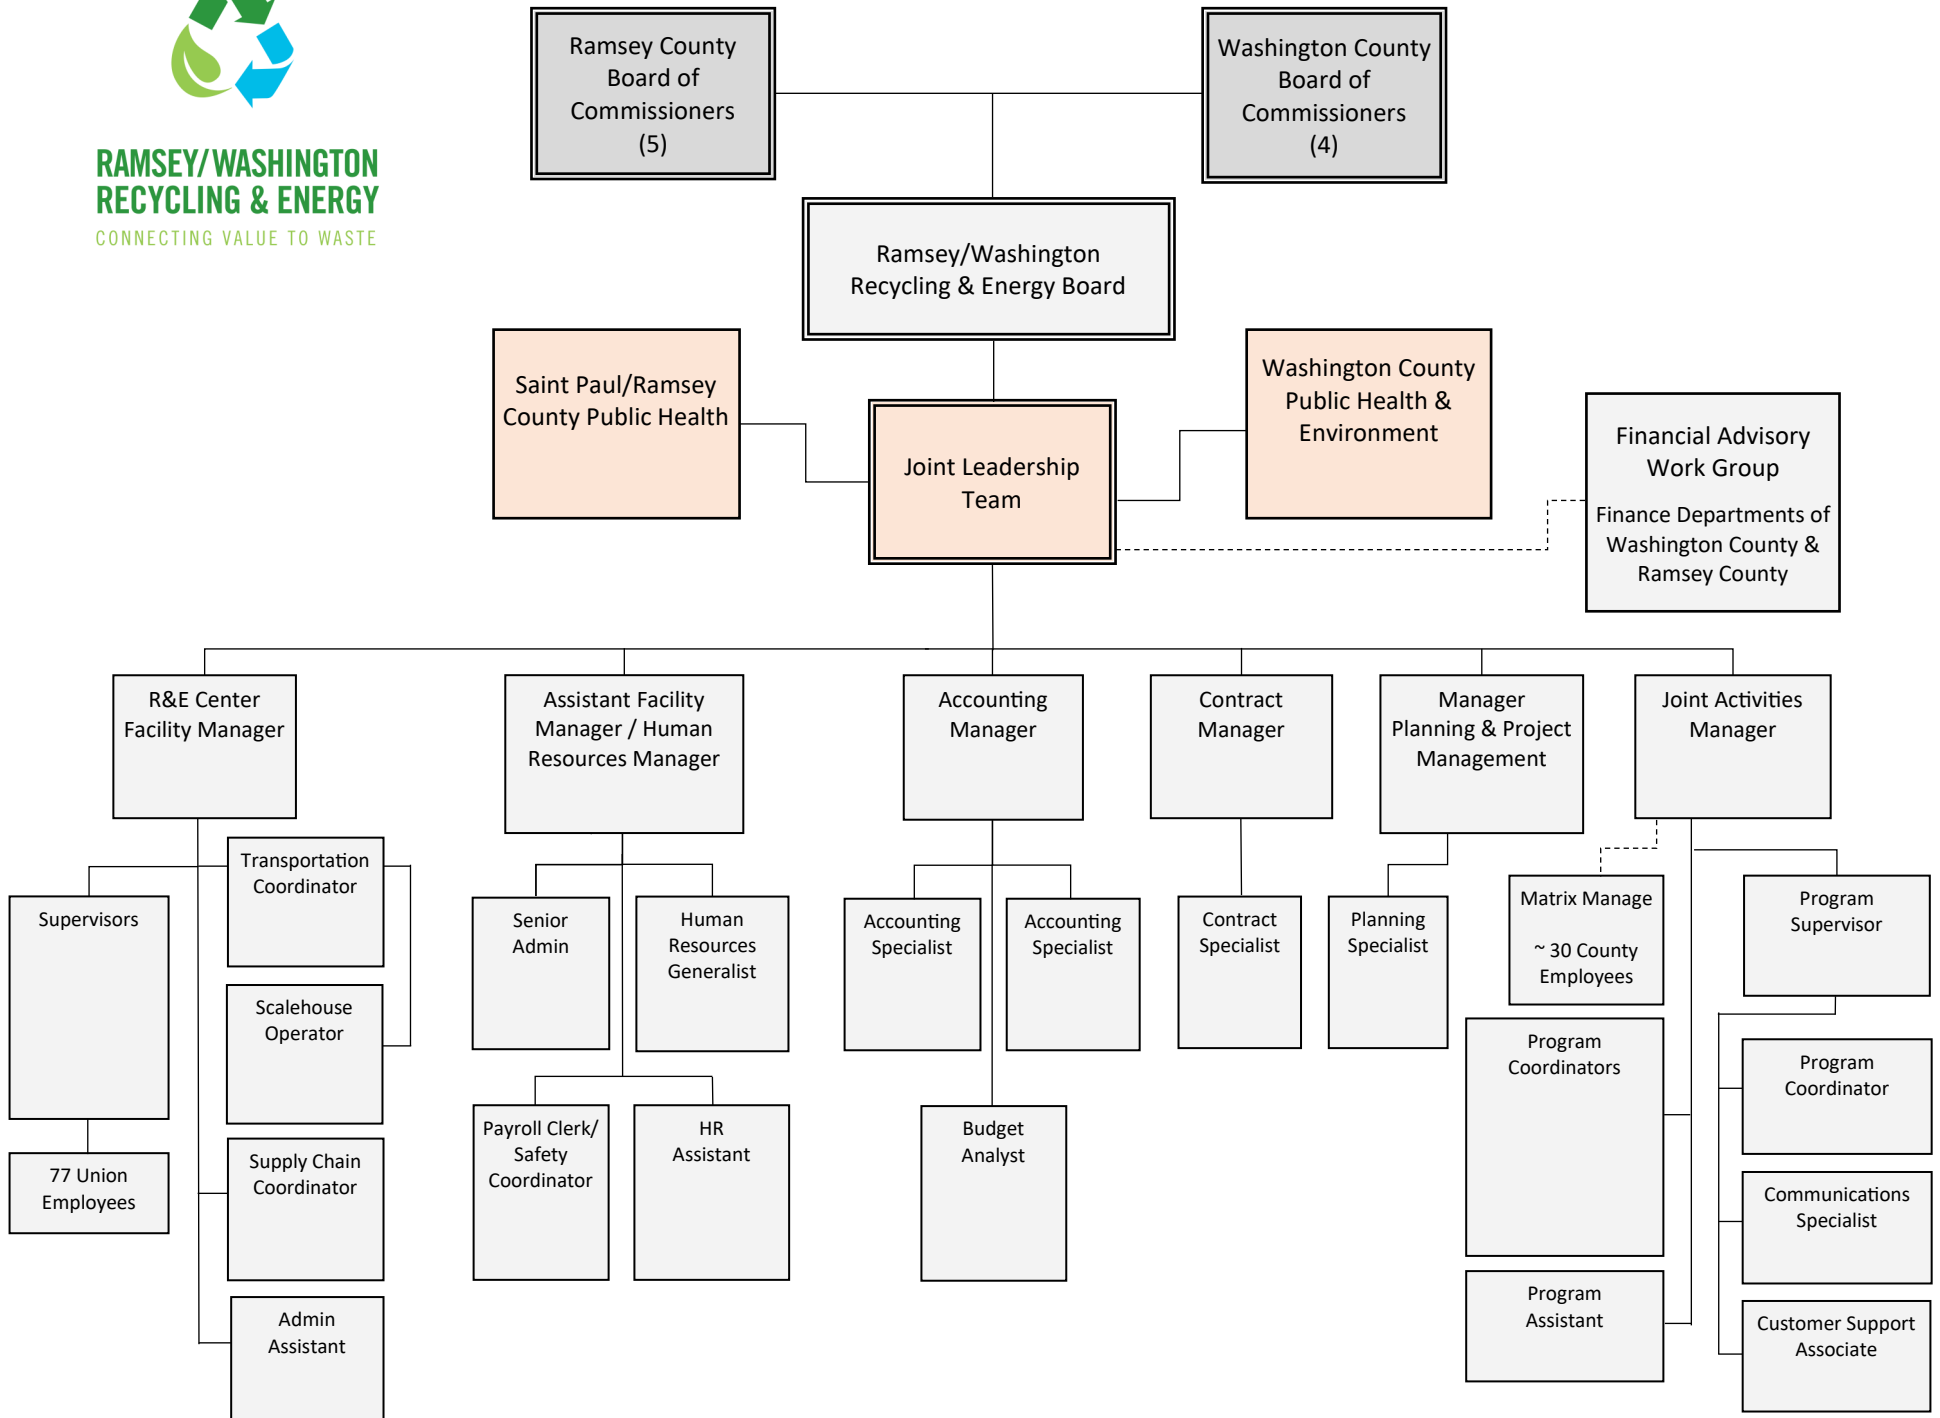 RAMSEY/WASHINGTON
RECYCLING & ENERGY
CONNECTING VALUE TO WASTE
Ramsey County
Board of
Commissioners
(5)
Washington County
Board of
Commissioners
(4)
Ramsey/Washington
Recycling & Energy Board
Saint Paul/Ramsey
County Public Health
Joint Leadership
Team
Washington County
Public Health &
Environment
Financial Advisory
Work Group
Finance Departments of
Washington County &
Ramsey County
R&E Center
Facility Manager
Assistant Facility
Manager / Human
Resources Manager
Accounting
Manager
Contract
Manager
Manager
Planning & Project
Management
Joint Activities
Manager
Supervisors
77 Union
Employees
Transportation
Coordinator
Scalehouse
Operator
Supply Chain
Coordinator
Admin
Assistant
Senior
Admin
Human
Resources
Generalist
Payroll Clerk/
Safety
Coordinator
HR
Assistant
Accounting
Specialist
Accounting
Specialist
Budget
Analyst
Contract
Specialist
Planning
Specialist
Matrix Manage
~ 30 County
Employees
Program
Coordinators
Program
Assistant
Program
Supervisor
Program
Coordinator
Communications
Specialist
Customer Support
Associate